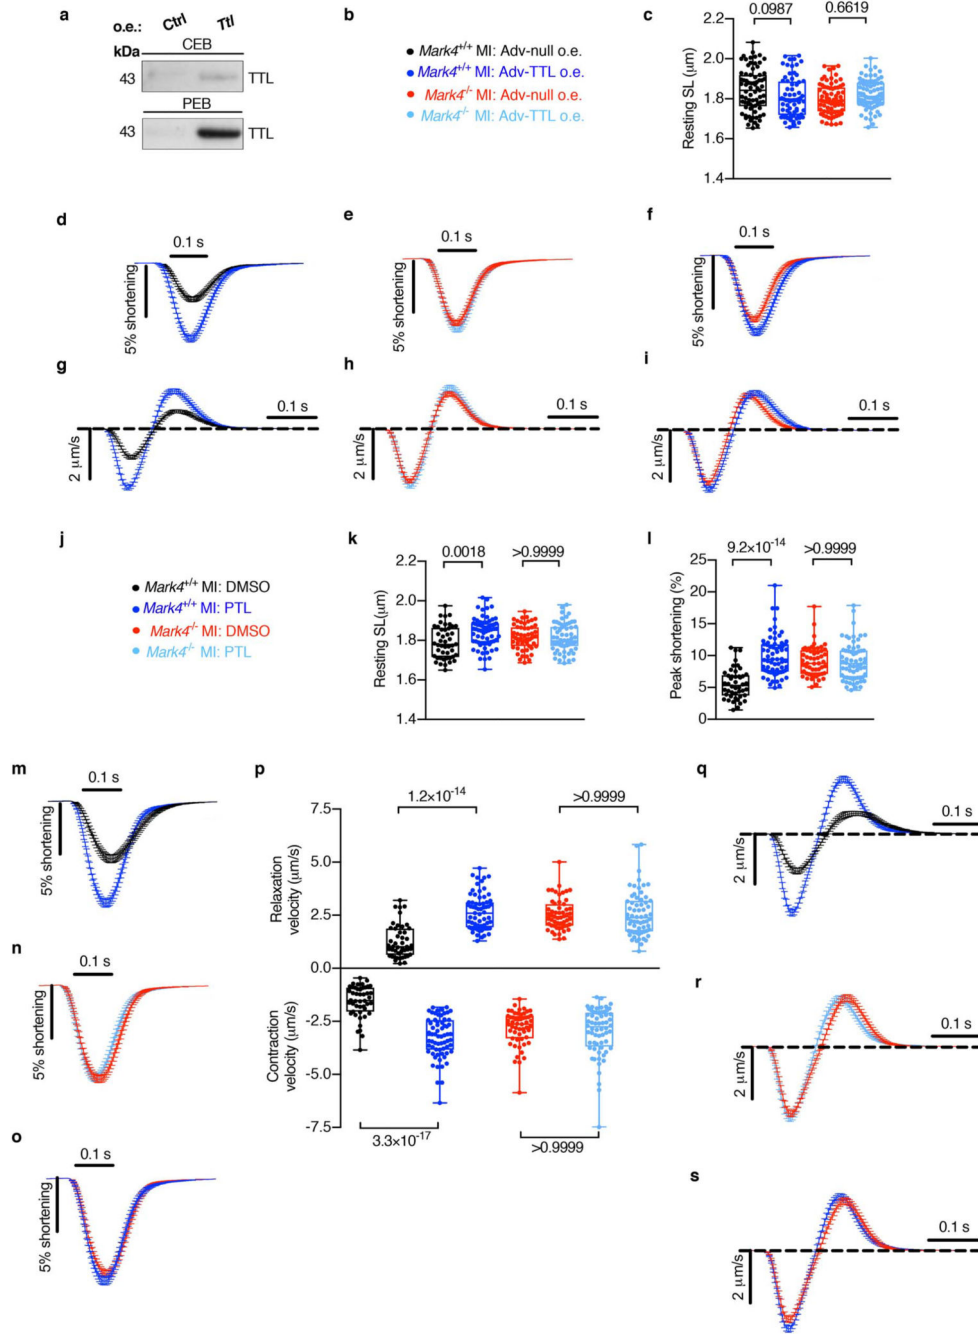 a
o.e.: Ctrl Ttl
kDa CEB
43 TTL
PEB
43 TTL
b
Mark4+/+ MI: Adv-null o.e.
Mark4+/+ MI: Adv-TTL o.e.
Mark4-/- MI: Adv-null o.e.
Mark4-/- MI: Adv-TTL o.e.
c
0.0987 0.6619
Resting SL (μm)
2.2
2.0
1.8
1.6
1.4
d
0.1 s
5% shortening
e
0.1 s
5% shortening
f
0.1 s
5% shortening
g
0.1 s
2 μm/s
h
0.1 s
i
0.1 s
2 μm/s
j
Mark4+/+ MI: DMSO
Mark4+/+ MI: PTL
Mark4-/- MI: DMSO
Mark4-/- MI: PTL
k
0.0018 >0.9999
Resting SL(μm)
2.2
2.0
1.8
1.6
1.4
l
9.2×10-14 >0.9999
Peak shortening (%)
25
20
15
10
5
0
m
0.1 s
5% shortening
n
0.1 s
5% shortening
o
0.1 s
5% shortening
p
1.2×10-14 >0.9999
Relaxation
velocity (μm/s)
Contraction
velocity (μm/s)
7.5
5.0
2.5
0.0
-2.5
-5.0
-7.5
3.3×10-17 >0.9999
q
0.1 s
2 μm/s
r
0.1 s
2 μm/s
s
0.1 s
2 μm/s